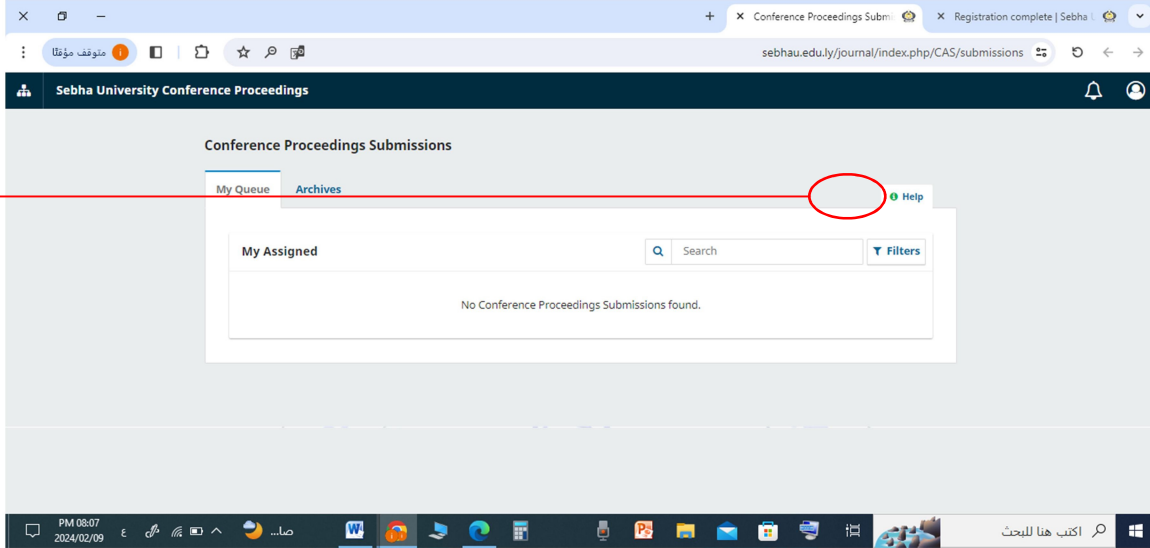 Conference Proceedings Submi
Registration complete | Sebha
متوقف مؤقتًا
sebhau.edu.ly/journal/index.php/CAS/submissions
Sebha University Conference Proceedings
Conference Proceedings Submissions
My Queue Archives
Help
My Assigned Search Filters
No Conference Proceedings Submissions found.
PM 08:07
2024/02/09
ع
صا...
اكتب هنا للبحث